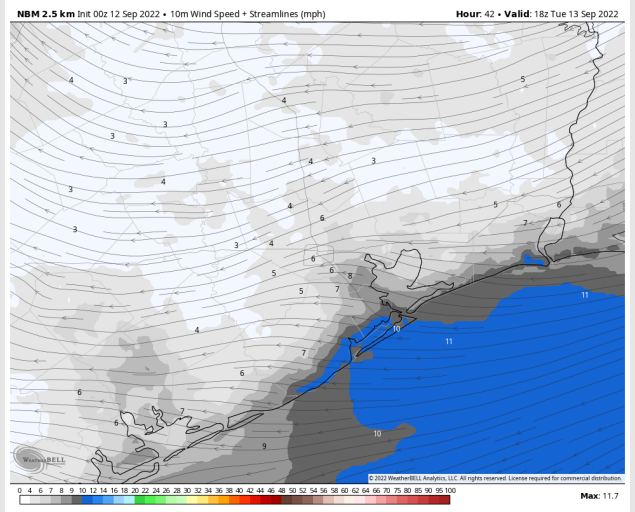 NBM 2.5 km Init 00z 12 Sep 2022 • 10m Wind Speed + Streamlines (mph)
Hour: 42 • Valid: 18z Tue 13 Sep 2022
4 3 5
4
3
3
4 3
4
3
4 5 6
6 7
3
3 4
6
5 6 8
5 7 11
4 10
11
7
6
6
7
6
10
9
WEATHERBELL
© 2022 WeatherBELL Analytics, LLC. All rights reserved. License required for commercial distribution.
0 4 5 6 7 8 9 10 12 14 16 18 20 22 24 26 28 30 32 34 36 38 40 42 44 46 48 50 52 54 56 58 60 62 64 66 68 70 75 80 85 90 95 100
Max: 11.7